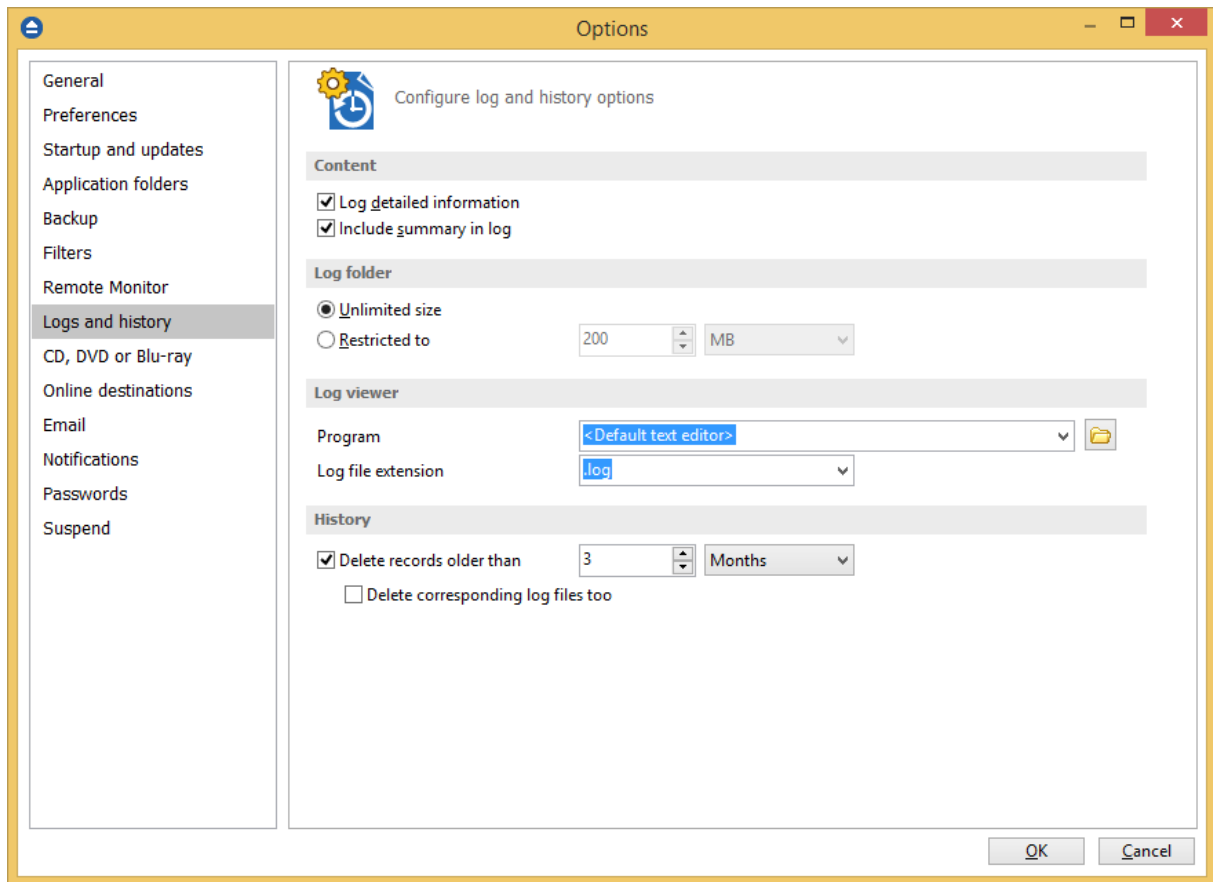 Options
General
Preferences
Startup and updates
Application folders
Backup
Filters
Remote Monitor
Logs and history
CD, DVD or Blu-ray
Online destinations
Email
Notifications
Passwords
Suspend
Configure log and history options
Content
Log detailed information
Include summary in log
Log folder
Unlimited size
Restricted to 200 MB
Log viewer
Program <Default text editor>
Log file extension .log
History
Delete records older than 3 Months
Delete corresponding log files too
OK Cancel